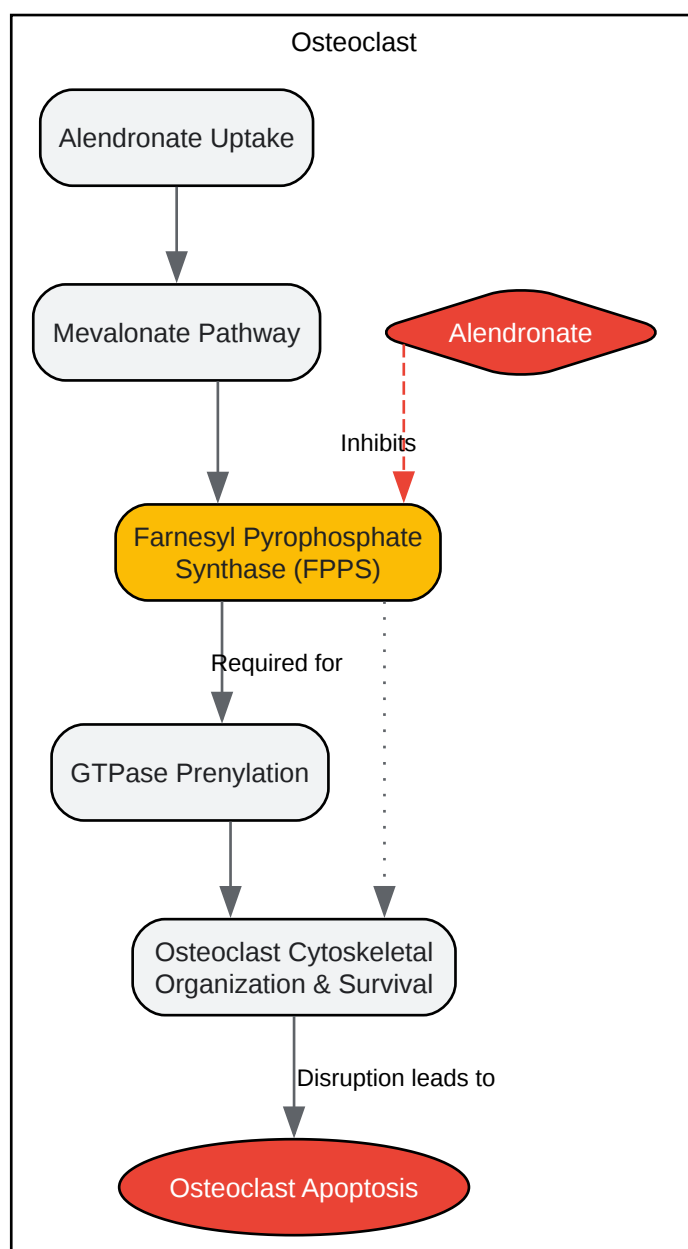 Osteoclast
Alendronate Uptake
Mevalonate Pathway
Alendronate
Inhibits
Farnesyl Pyrophosphate
Synthase (FPPS)
Required for
GTPase Prenylation
Osteoclast Cytoskeletal
Organization & Survival
Disruption leads to
Osteoclast Apoptosis